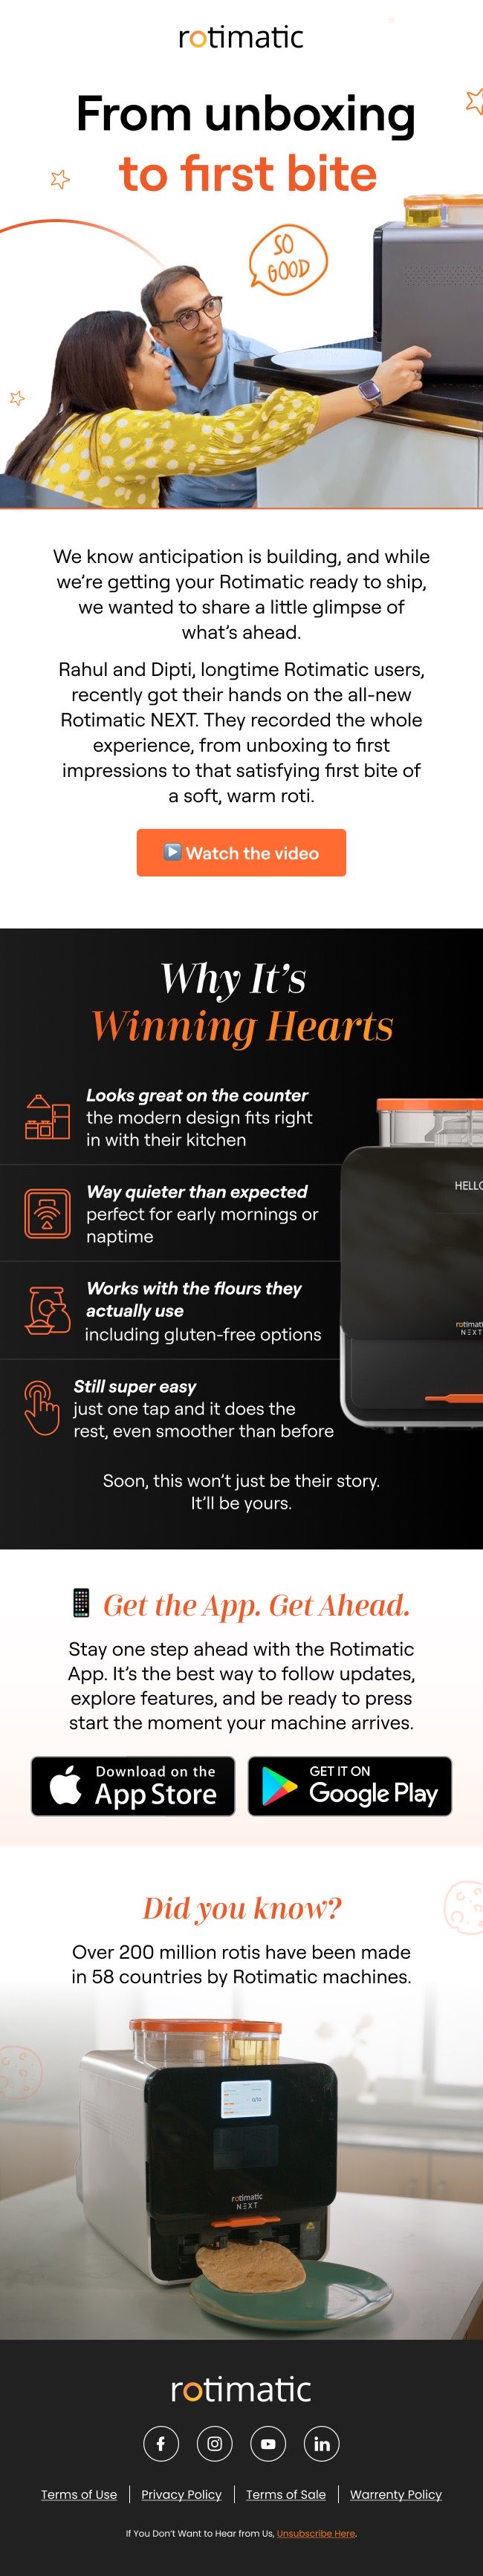 rotimatic
From unboxing
to first bite
SO
GOOD
We know anticipation is building, and while
we're getting your Rotimatic ready to ship,
we wanted to share a little glimpse of
what's ahead.
Rahul and Dipti, longtime Rotimatic users,
recently got their hands on the all-new
Rotimatic NEXT. They recorded the whole
experience, from unboxing to first
impressions to that satisfying first bite of
a soft, warm roti.
Watch the video
Why It's
Winning Hearts
Looks great on the counter
the modern design fits right
in with their kitchen
HELLO
Way quieter than expected
perfect for early mornings or
naptime
Works with the flours they
actually use
including gluten-free options
rotimati
NEXT
Still super easy
just one tap and it does the
rest, even smoother than before
Soon, this won't just be their story.
It'll be yours.
Get the App. Get Ahead.
Stay one step ahead with the Rotimatic
App. It's the best way to follow updates,
explore features, and be ready to press
start the moment your machine arrives.
Download on the
App Store
GET IT ON
Google Play
Did you know?
Over 200 million rotis have been made
in 58 countries by Rotimatic machines.
rotimatic
NEXT
rotimatic
Terms of Use | Privacy Policy | Terms of Sale | Warrenty Policy
If You Don't Want to Hear from Us, Unsubscribe Here.